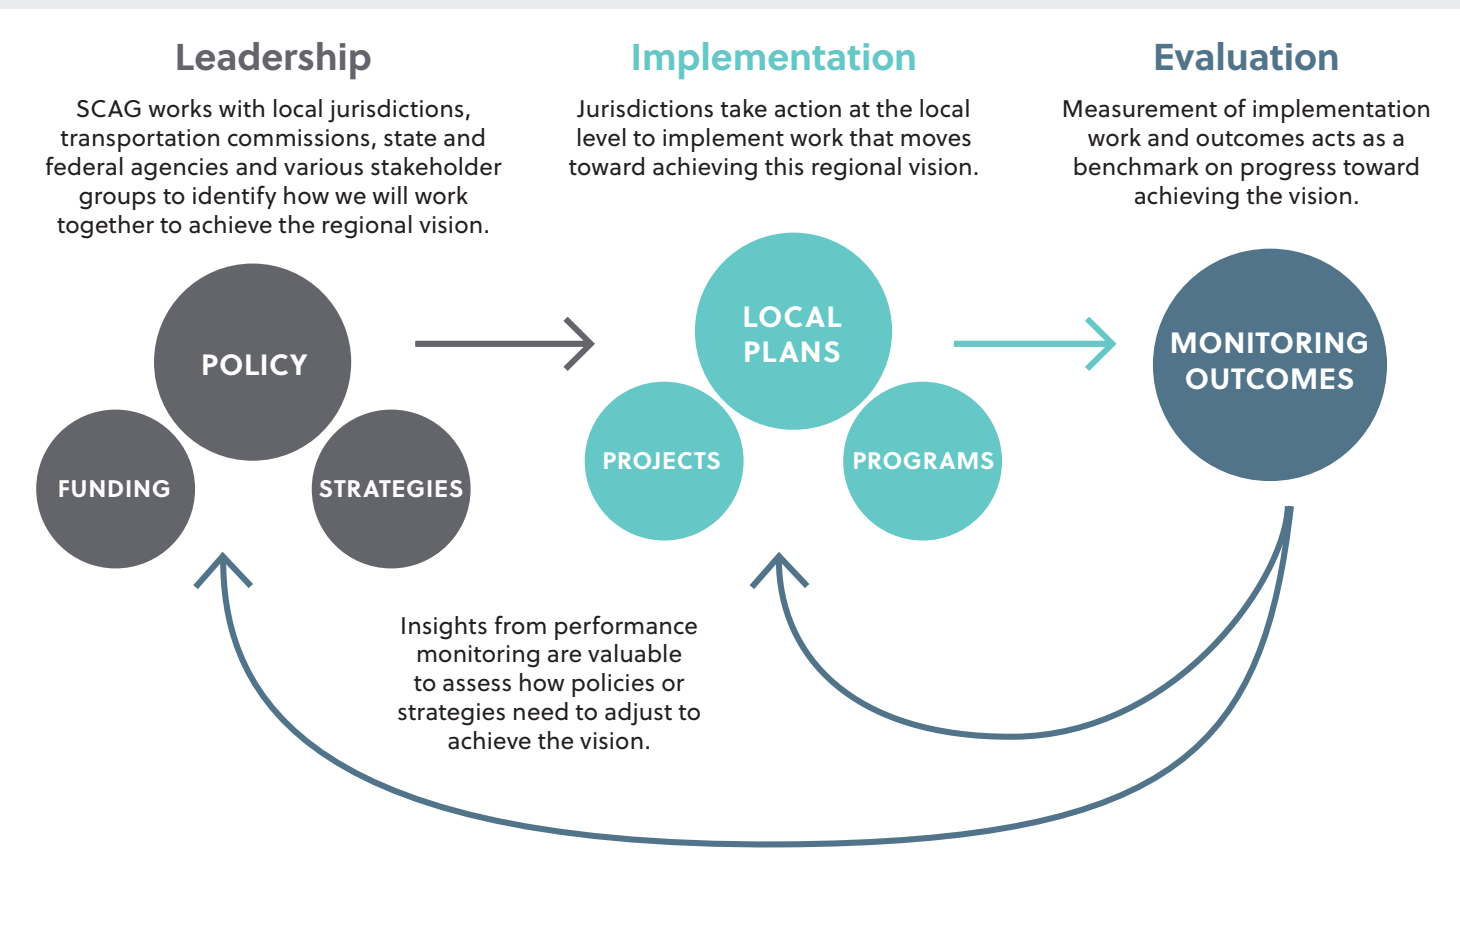 Leadership
SCAG works with local jurisdictions,
transportation commissions, state and
federal agencies and various stakeholder
groups to identify how we will work
together to achieve the regional vision.
POLICY
FUNDING
STRATEGIES
Implementation
Jurisdictions take action at the local
level to implement work that moves
toward achieving this regional vision.
LOCAL
PLANS
PROJECTS
PROGRAMS
Evaluation
Measurement of implementation
work and outcomes acts as a
benchmark on progress toward
achieving the vision.
MONITORING
OUTCOMES
Insights from performance
monitoring are valuable
to assess how policies or
strategies need to adjust to
achieve the vision.